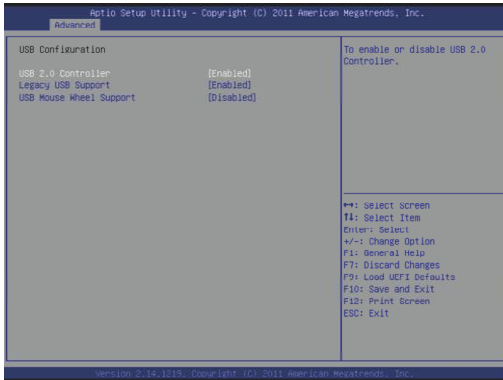 Aptio Setup Utility - Copyright (C) 2011 American Megatrends, Inc.
Advanced
USB Configuration
USB 2.0 Controller [Enabled]
Legacy USB Support [Enabled]
USB Mouse Wheel Support [Disabled]
To enable or disable USB 2.0
Controller.
↔: Select Screen
↑↓: Select Item
Enter: Select
+/-: Change Option
F1: General Help
F7: Discard Changes
F9: Load UEFI Defaults
F10: Save and Exit
F12: Print Screen
ESC: Exit
Version 2.14.1219. Copyright (C) 2011 American Megatrends, Inc.